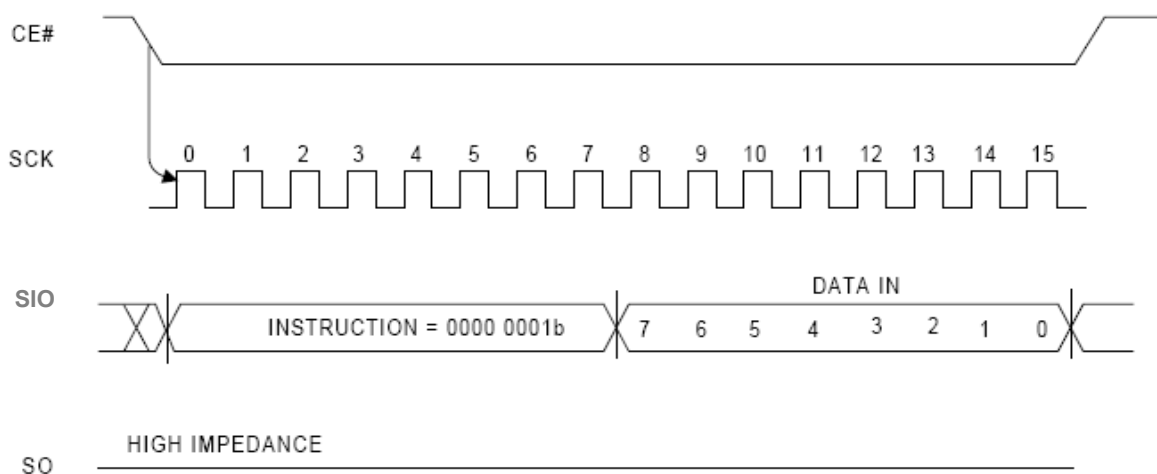 CE#
SCK 0 1 2 3 4 5 6 7 8 9 10 11 12 13 14 15
DATA IN
SIO INSTRUCTION = 0000 0001b 7 6 5 4 3 2 1 0
HIGH IMPEDANCE
SO